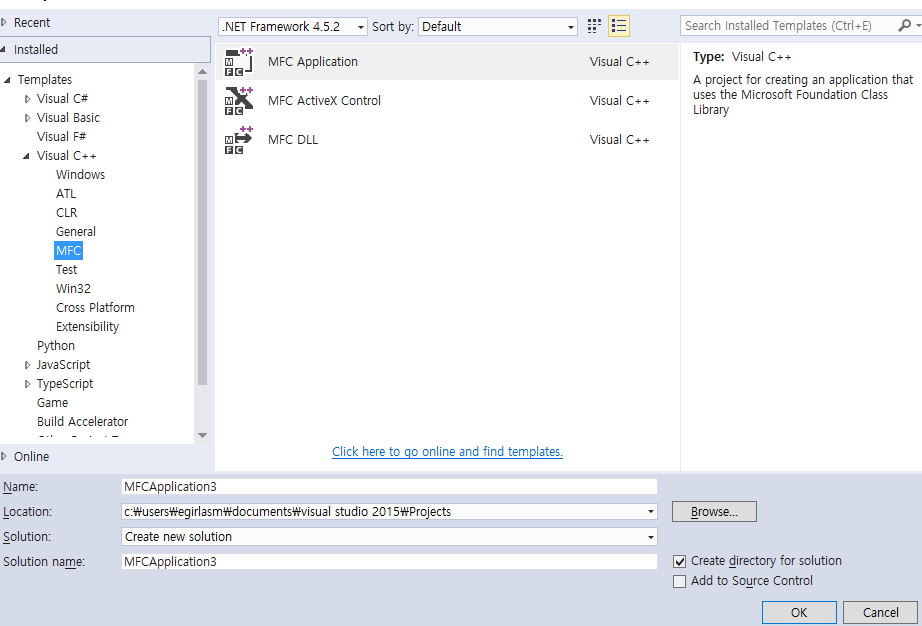 Recent
Installed
Templates
Visual C#
Visual Basic
Visual F#
Visual C++
Windows
ATL
CLR
General
MFC
Test
Win32
Cross Platform
Extensibility
Python
JavaScript
TypeScript
Game
Build Accelerator
Online
.NET Framework 4.5.2 Sort by: Default
MFC Application Visual C++
MFC ActiveX Control Visual C++
MFC DLL Visual C++
Click here to go online and find templates.
Search Installed Templates (Ctrl+E)
Type: Visual C++
A project for creating an application that
uses the Microsoft Foundation Class
Library
Name: MFCApplication3
Location: c:₩users₩egirlasm₩documents₩visual studio 2015₩Projects Browse...
Solution: Create new solution
Solution name: MFCApplication3
Create directory for solution
Add to Source Control
OK Cancel